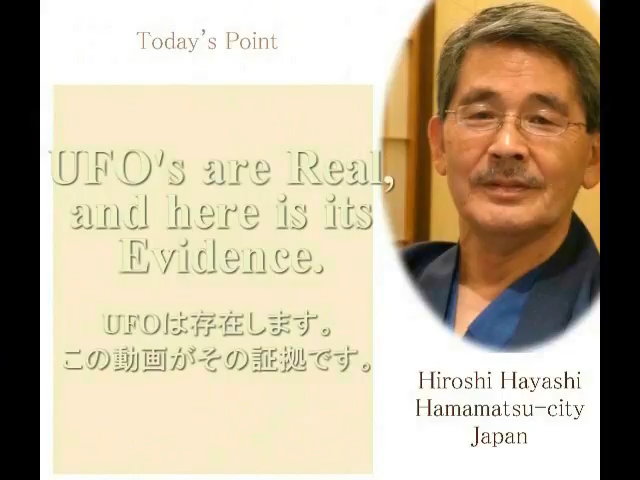 Today's Point
UFO's are Real,
and here is its
Evidence.
UFOは存在します。
この動画がその証拠です。
Hiroshi Hayashi
Hamamatsu-city
Japan